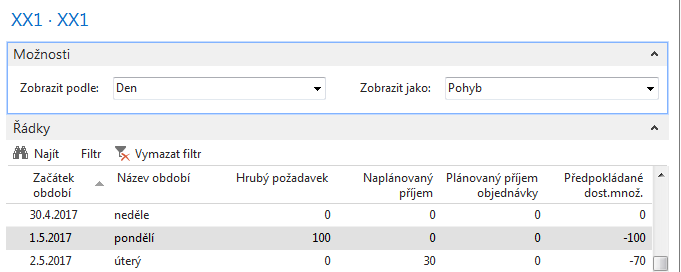 XX1 · XX1
Možnosti
Zobrazit podle: Den Zobrazit jako: Pohyb
Řádky
Najít Filtr Vymazat filtr
Začátek období Název období Hrubý požadavek Naplánovaný příjem Plánovaný příjem objednávky Předpokládané dost.množ.
30.4.2017 neděle 0 0 0 0
1.5.2017 pondělí 100 0 0 -100
2.5.2017 úterý 0 30 0 -70